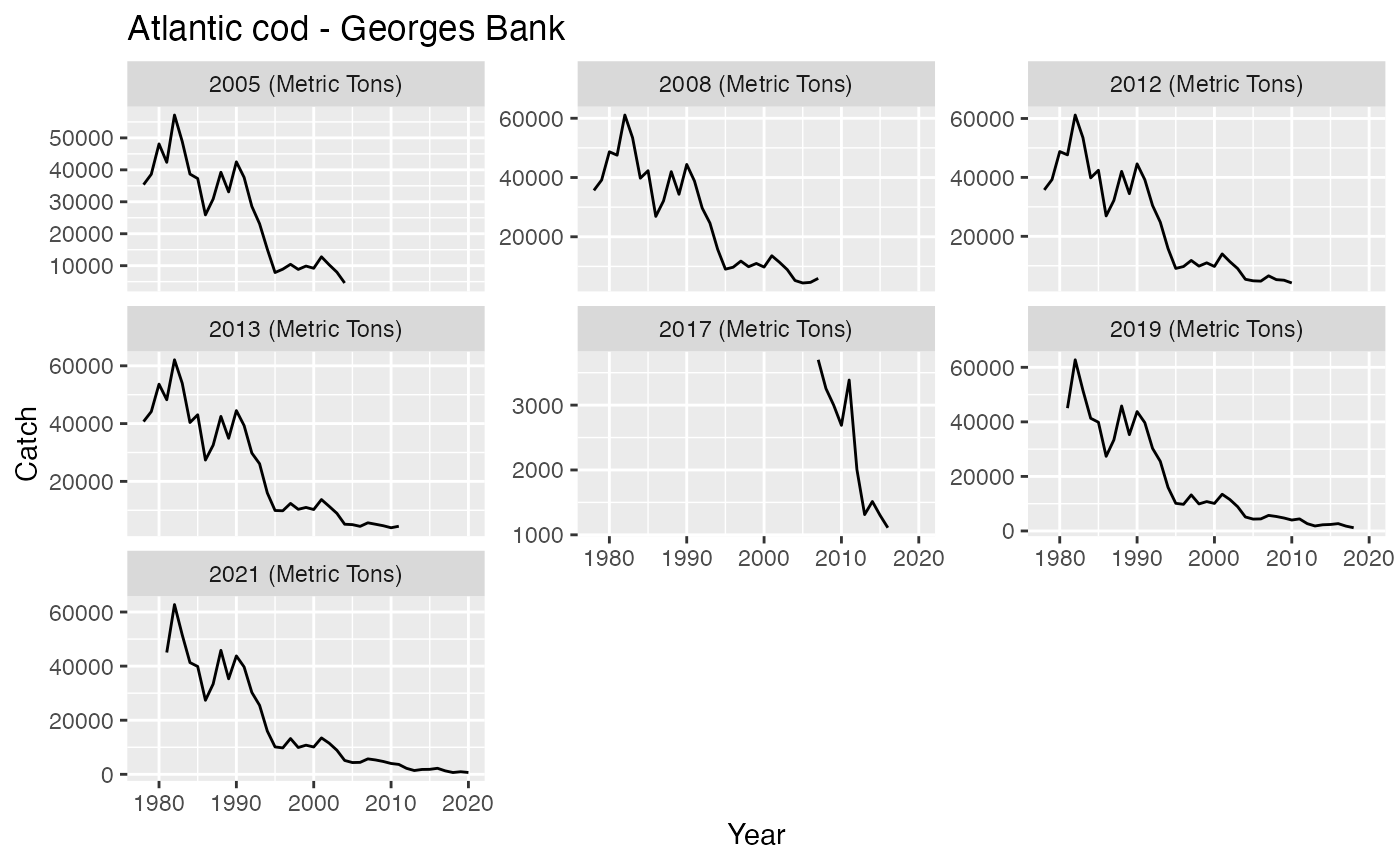 Atlantic cod - Georges Bank
2005 (Metric Tons)
2008 (Metric Tons)
2012 (Metric Tons)
50000
40000
30000
20000
10000
60000
40000
20000
60000
40000
20000
2013 (Metric Tons)
2017 (Metric Tons)
2019 (Metric Tons)
60000
40000
20000
3000
2000
1000
1980 1990 2000 2010 2020
60000
40000
20000
0
1980 1990 2000 2010 2020
Catch
2021 (Metric Tons)
60000
40000
20000
0
1980 1990 2000 2010 2020
Year